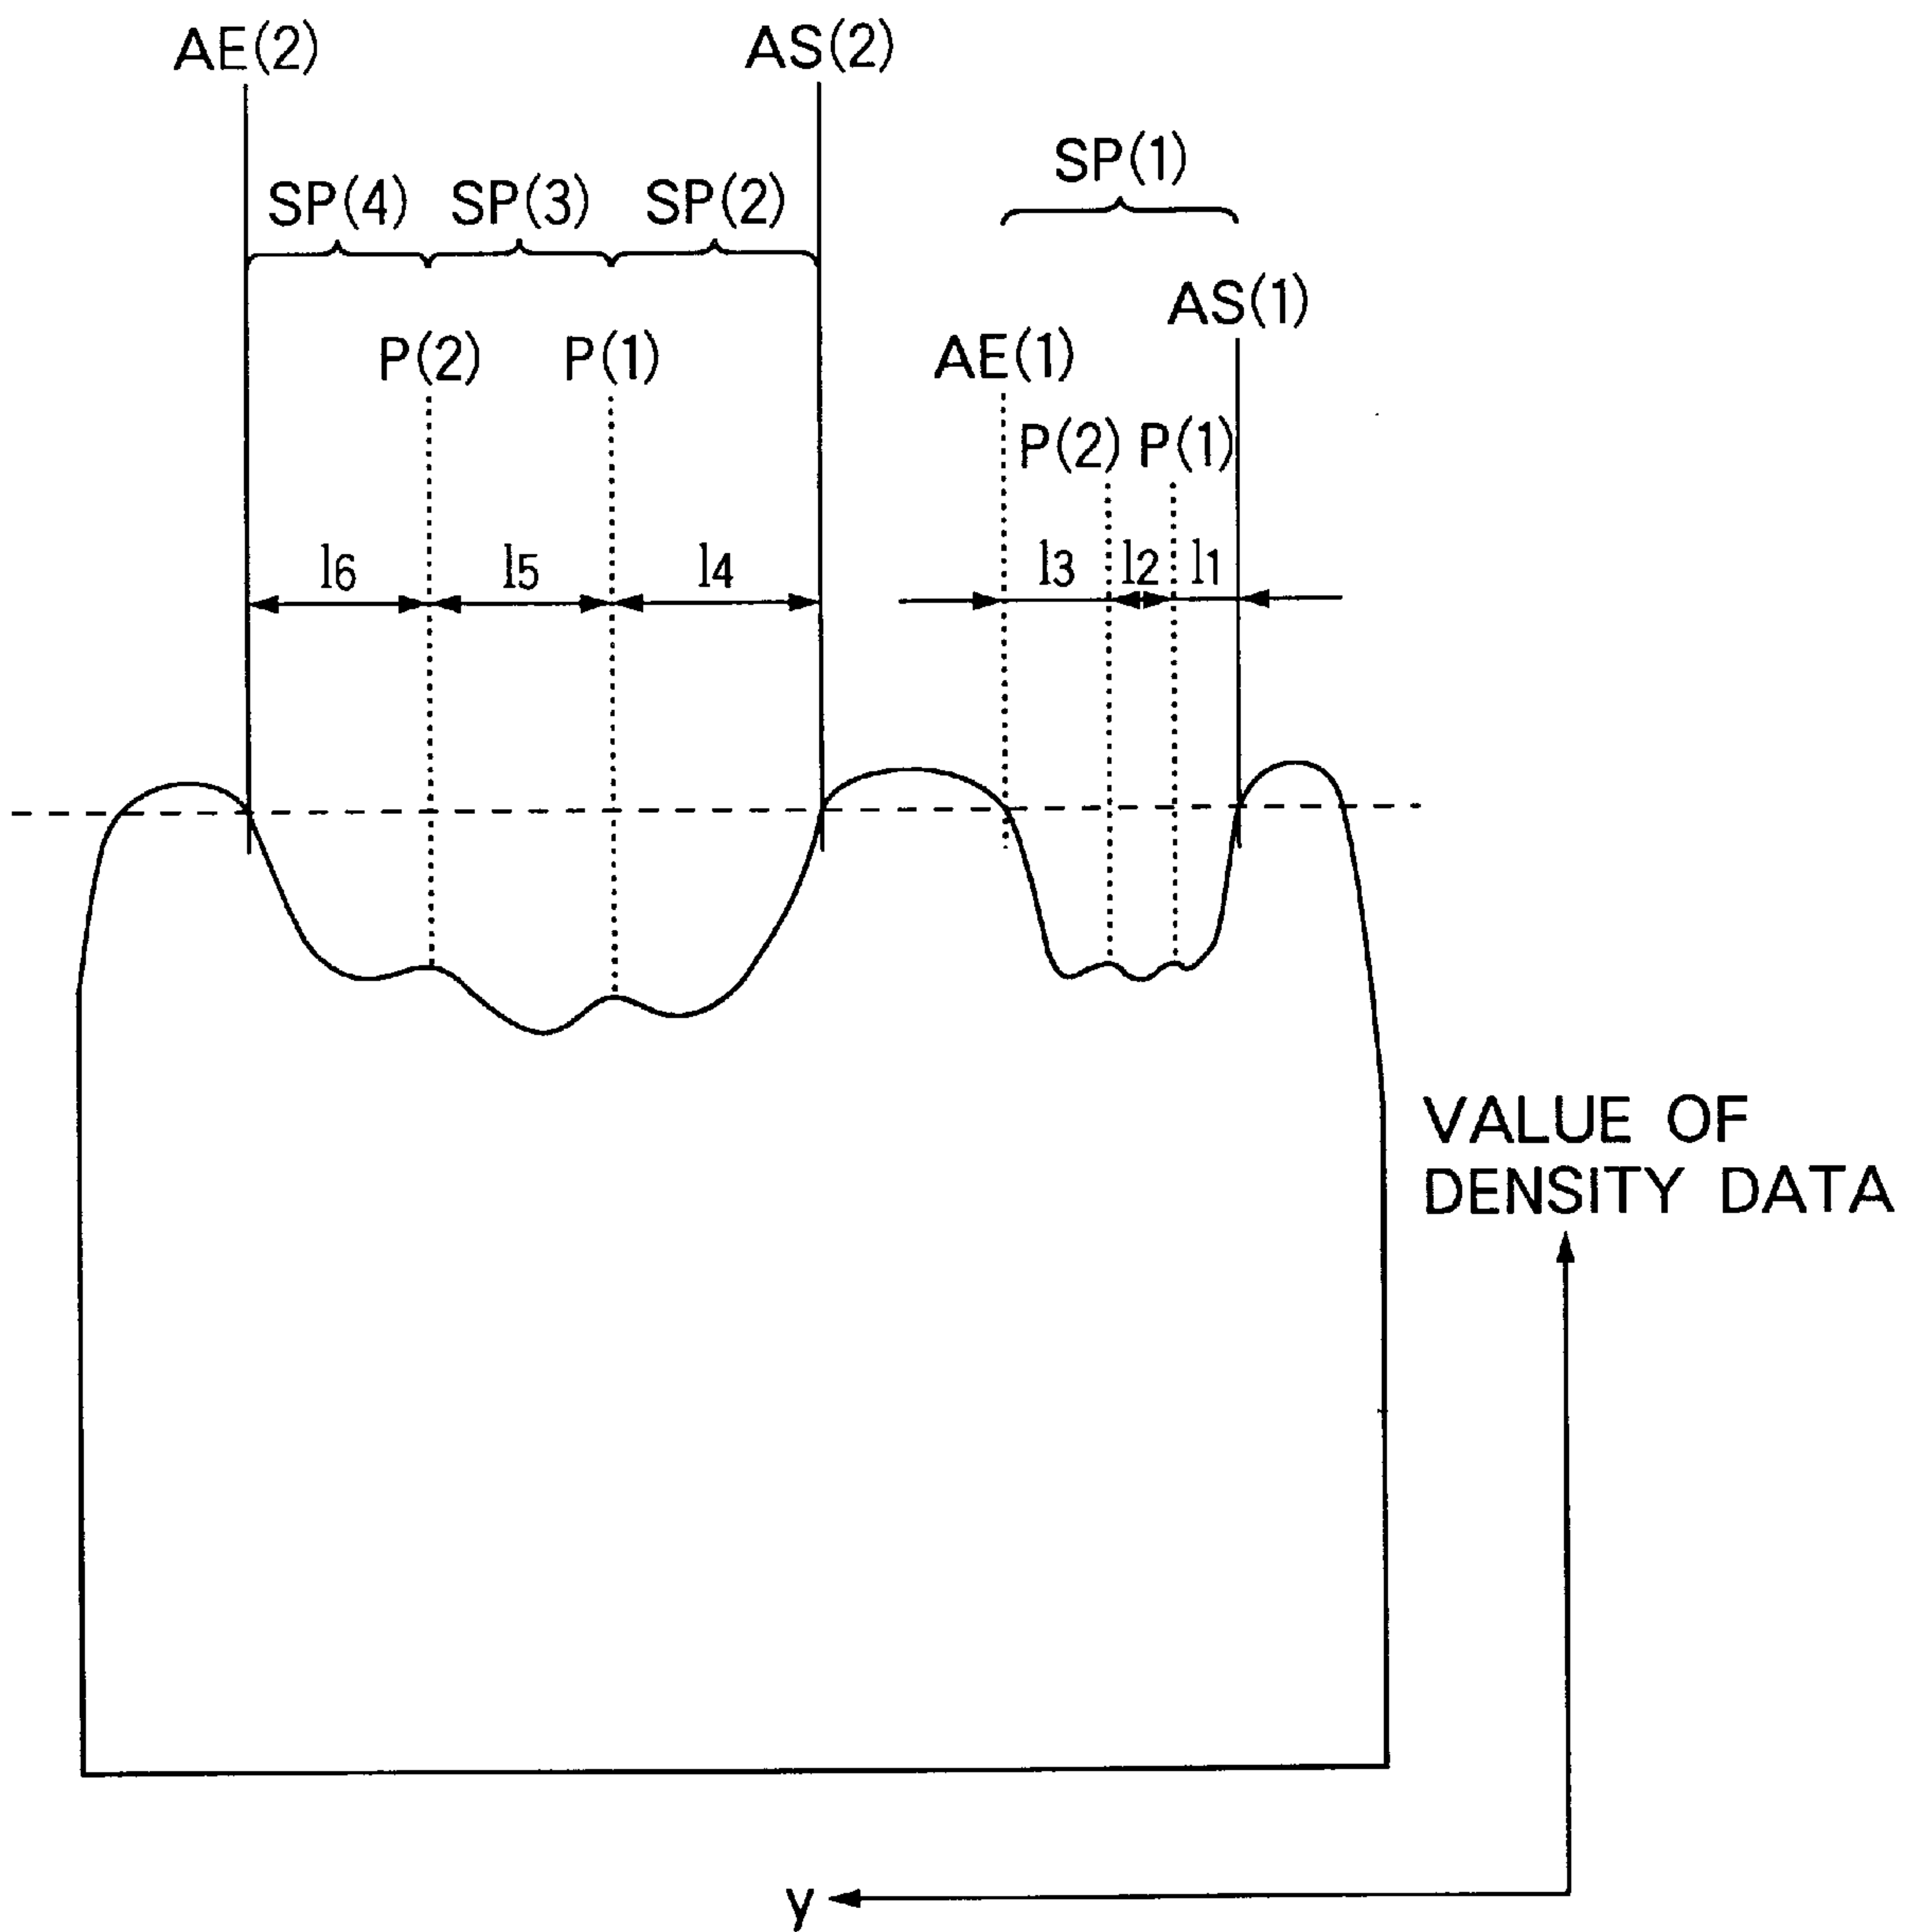 AE(2) AS(2)
SP(1)
SP(4) SP(3) SP(2)
AS(1)
P(2) P(1) AE(1)
P(2) P(1)
l6 l5 l4 l3 l2 l1
VALUE OF
DENSITY DATA
y